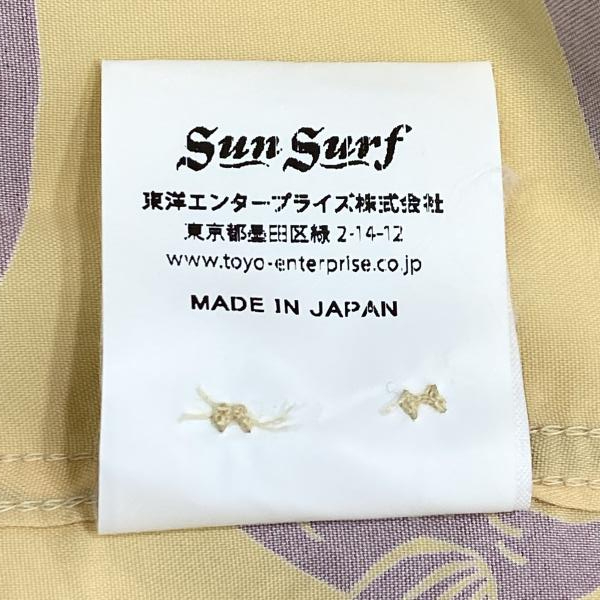 Sun Surf
東洋エンタープライズ株式会社
東京都墨田区緑 2-14-12
www.toyo-enterprise.co.jp
MADE IN JAPAN